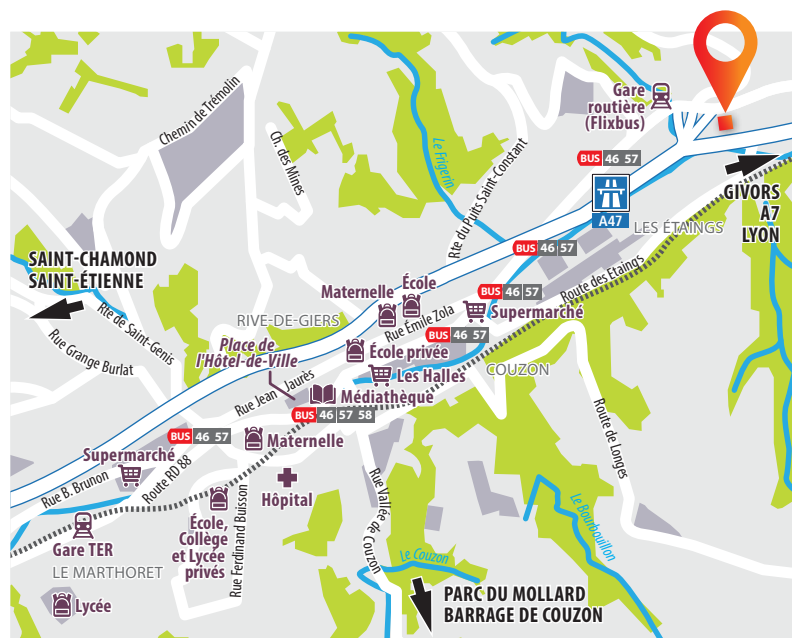 Gare
routière
(Flixbus)
Chemin de Trémolin
Ch. des Mines
Le Frigerin
Rte du Puits Saint-Constant
BUS 46 57
A47
GIVORS
A7
LYON
LES ÉTAINGS
BUS 46 57
Route des Etaings
SAINT-CHAMOND
SAINT-ÉTIENNE
Rte de Saint-Genis
Rue Grange Burlat
RIVE-DE-GIERS
Maternelle
École
BUS 46 57
Supermarché
Rue Émile Zola
BUS 46 57
Place de
l'Hôtel-de-Ville
École privée
Les Halles
COUZON
Rue Jean Jaurès
Médiathèque
BUS 46 57 58
Route de Longes
BUS 46 57
Maternelle
Supermarché
Rue B. Brunon
Route RD 88
Hôpital
Rue Vallée de Couzon
Le Bourbouillon
École,
Collège
et Lycée
privés
Rue Ferdinand Buisson
Gare TER
LE MARTHORET
Lycée
Le Couzon
PARC DU MOLLARD
BARRAGE DE COUZON